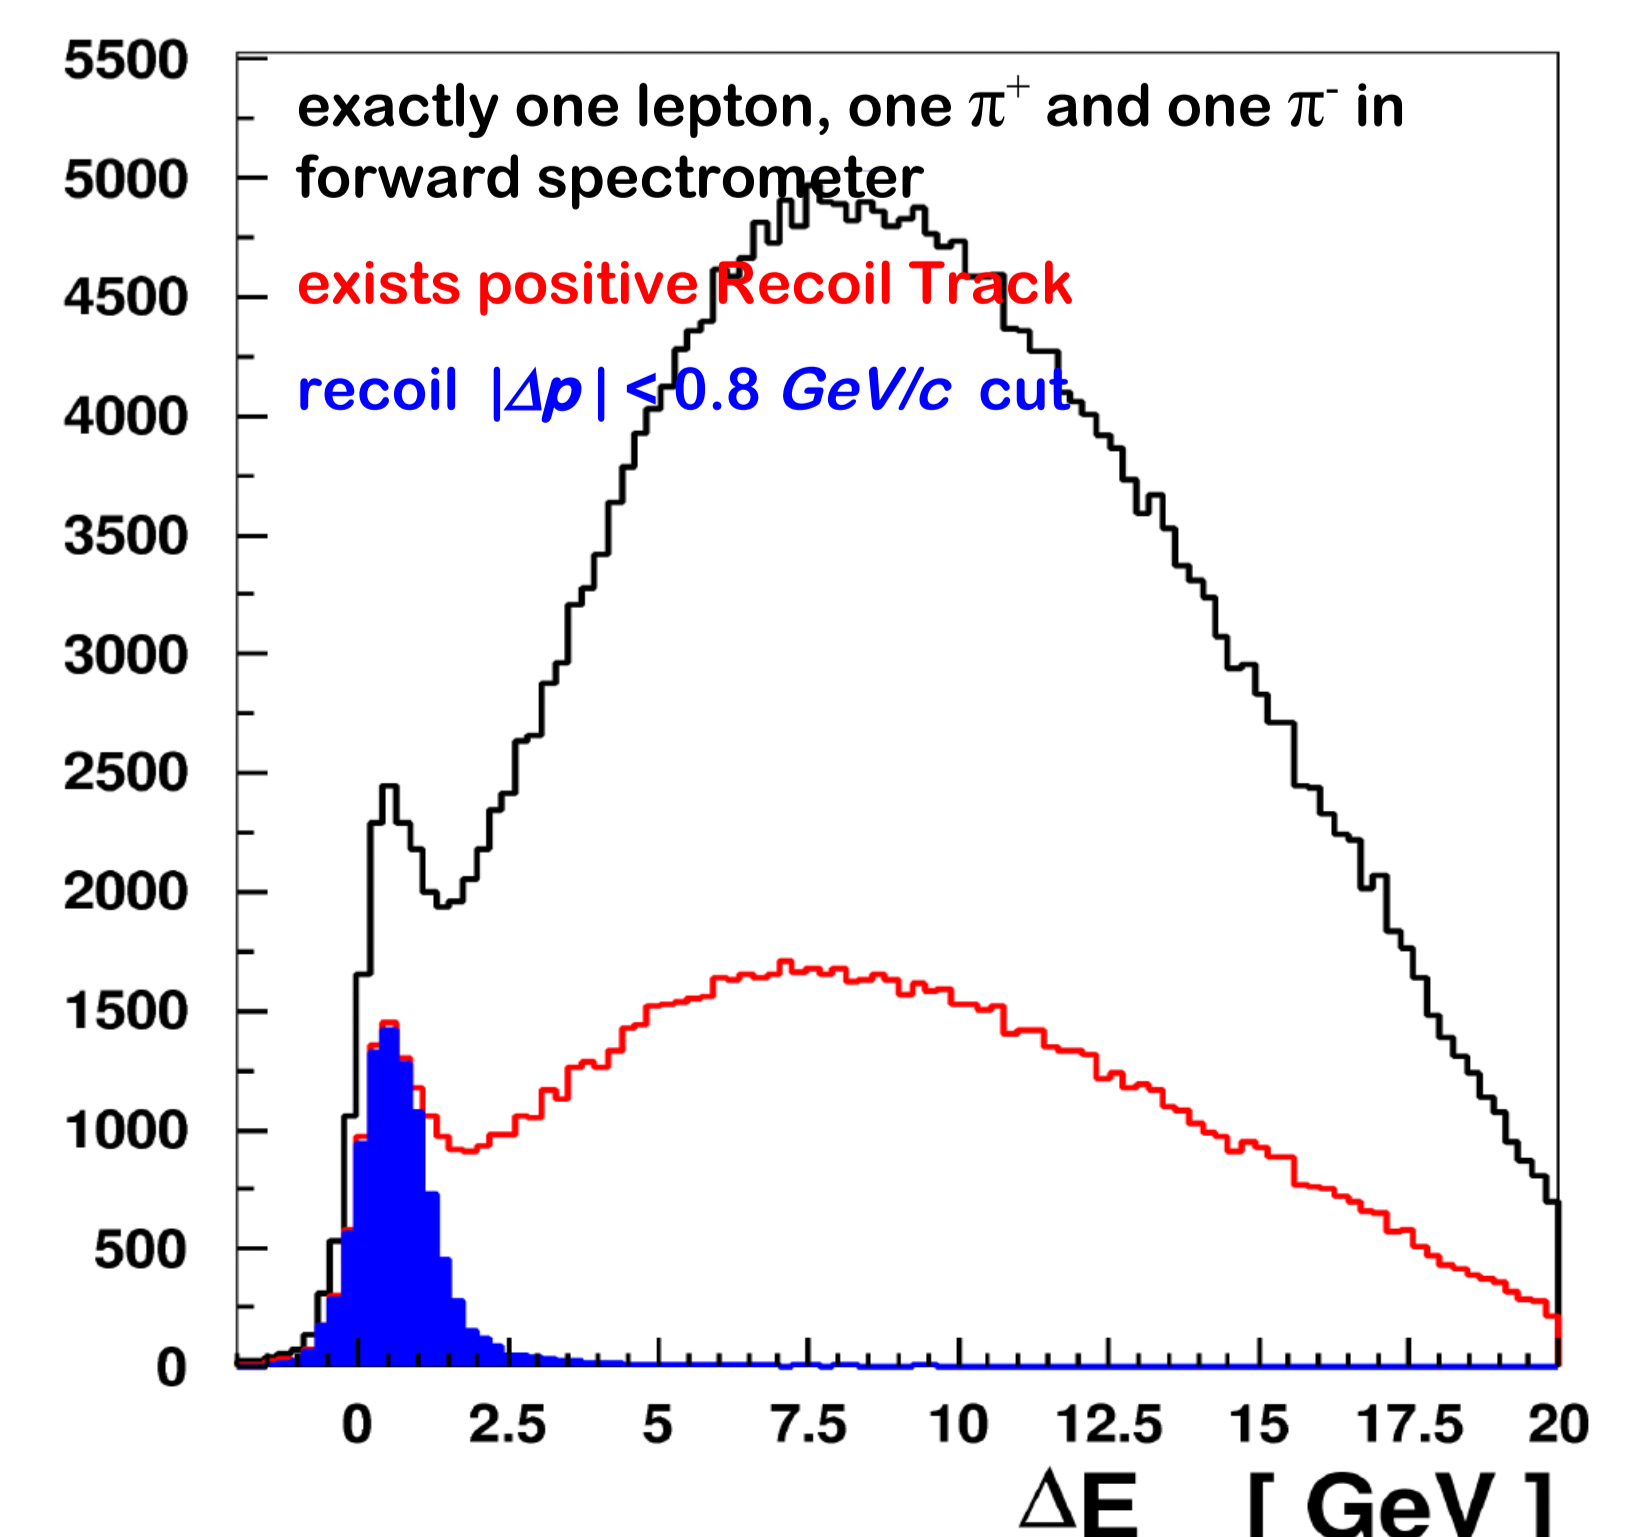 5500
exactly one lepton, one π⁺ and one π⁻ in
5000
forward spectrometer
4500
exists positive Recoil Track
4000
recoil |Δp| < 0.8 GeV/c cut
3500
3000
2500
2000
1500
1000
500
0
0 2.5 5 7.5 10 12.5 15 17.5 20
ΔE [ GeV ]